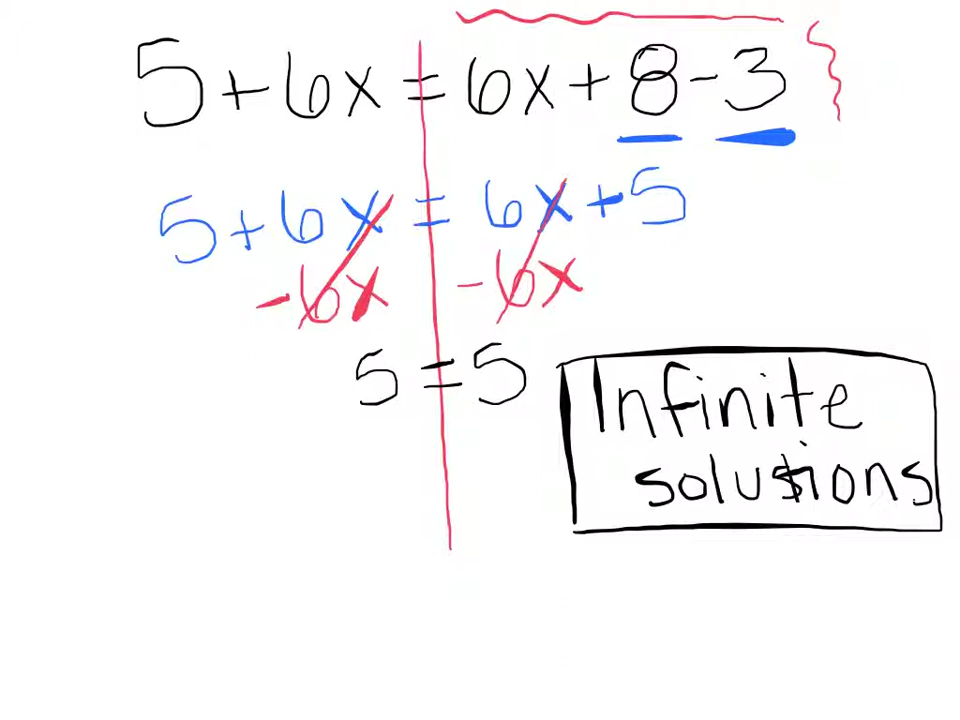 5+6x=6x+8-3
5+6x=6x+5
-6x -6x
5=5
Infinite
solutions